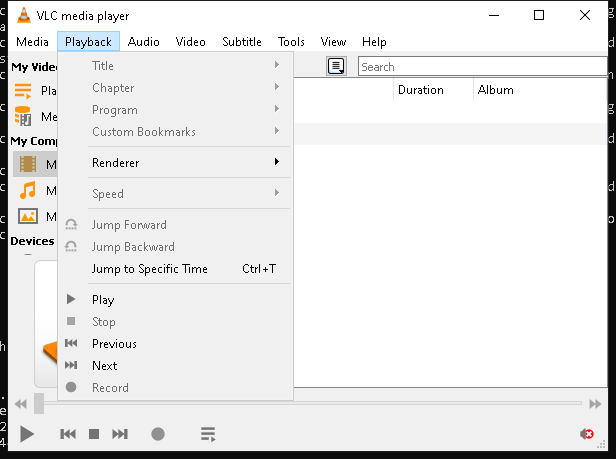 VLC media player
Media Playback Audio Video Subtitle Tools View Help
My Vide
Title
Search
Chapter
Duration Album
Pla
Program
Me
Custom Bookmarks
My Comp
Renderer
M
Speed
M
Jump Forward
M
Jump Backward
Devices
Jump to Specific Time Ctrl+T
Play
Stop
Previous
Next
Record